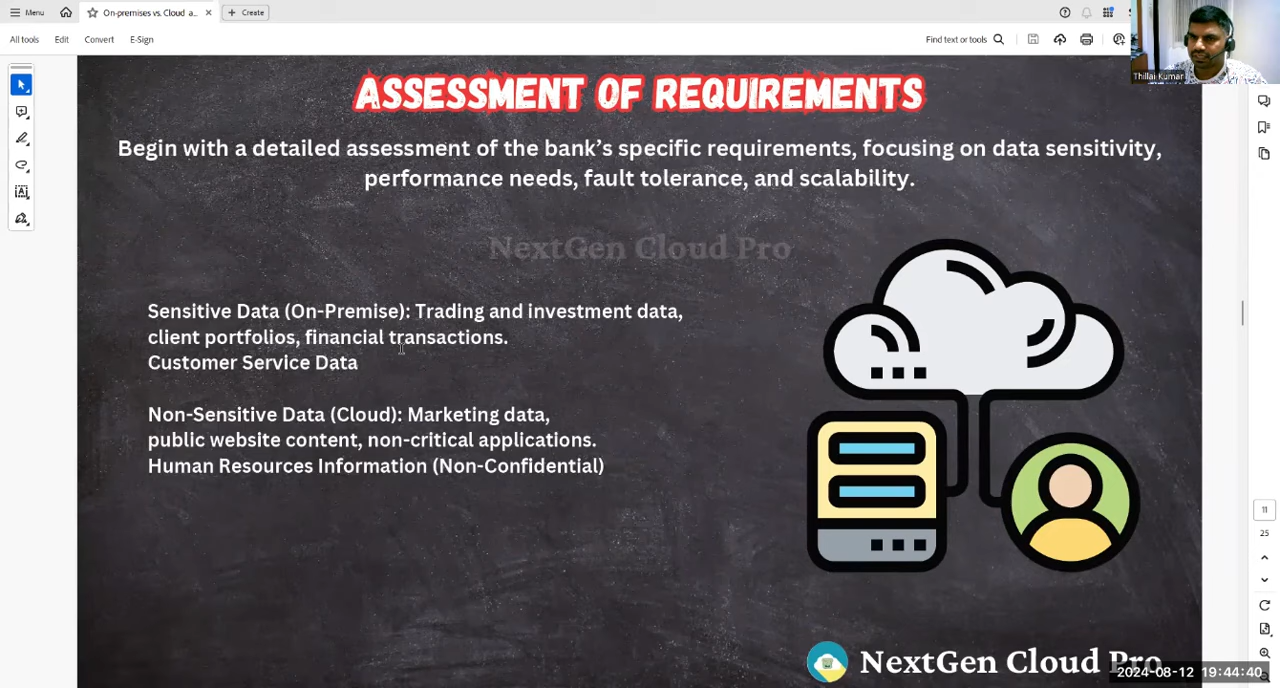 Menu
On-premises vs. Cloud a...
Create
All tools
Edit
Convert
E-Sign
Find text or tools
Thillai Kumar
ASSESSMENT OF REQUIREMENTS
Begin with a detailed assessment of the bank's specific requirements, focusing on data sensitivity,
performance needs, fault tolerance, and scalability.
NextGen Cloud Pro
Sensitive Data (On-Premise): Trading and investment data,
client portfolios, financial transactions.
Customer Service Data
Non-Sensitive Data (Cloud): Marketing data,
public website content, non-critical applications.
Human Resources Information (Non-Confidential)
11
25
NextGen Cloud Pro
2024-08-12 19:44:40